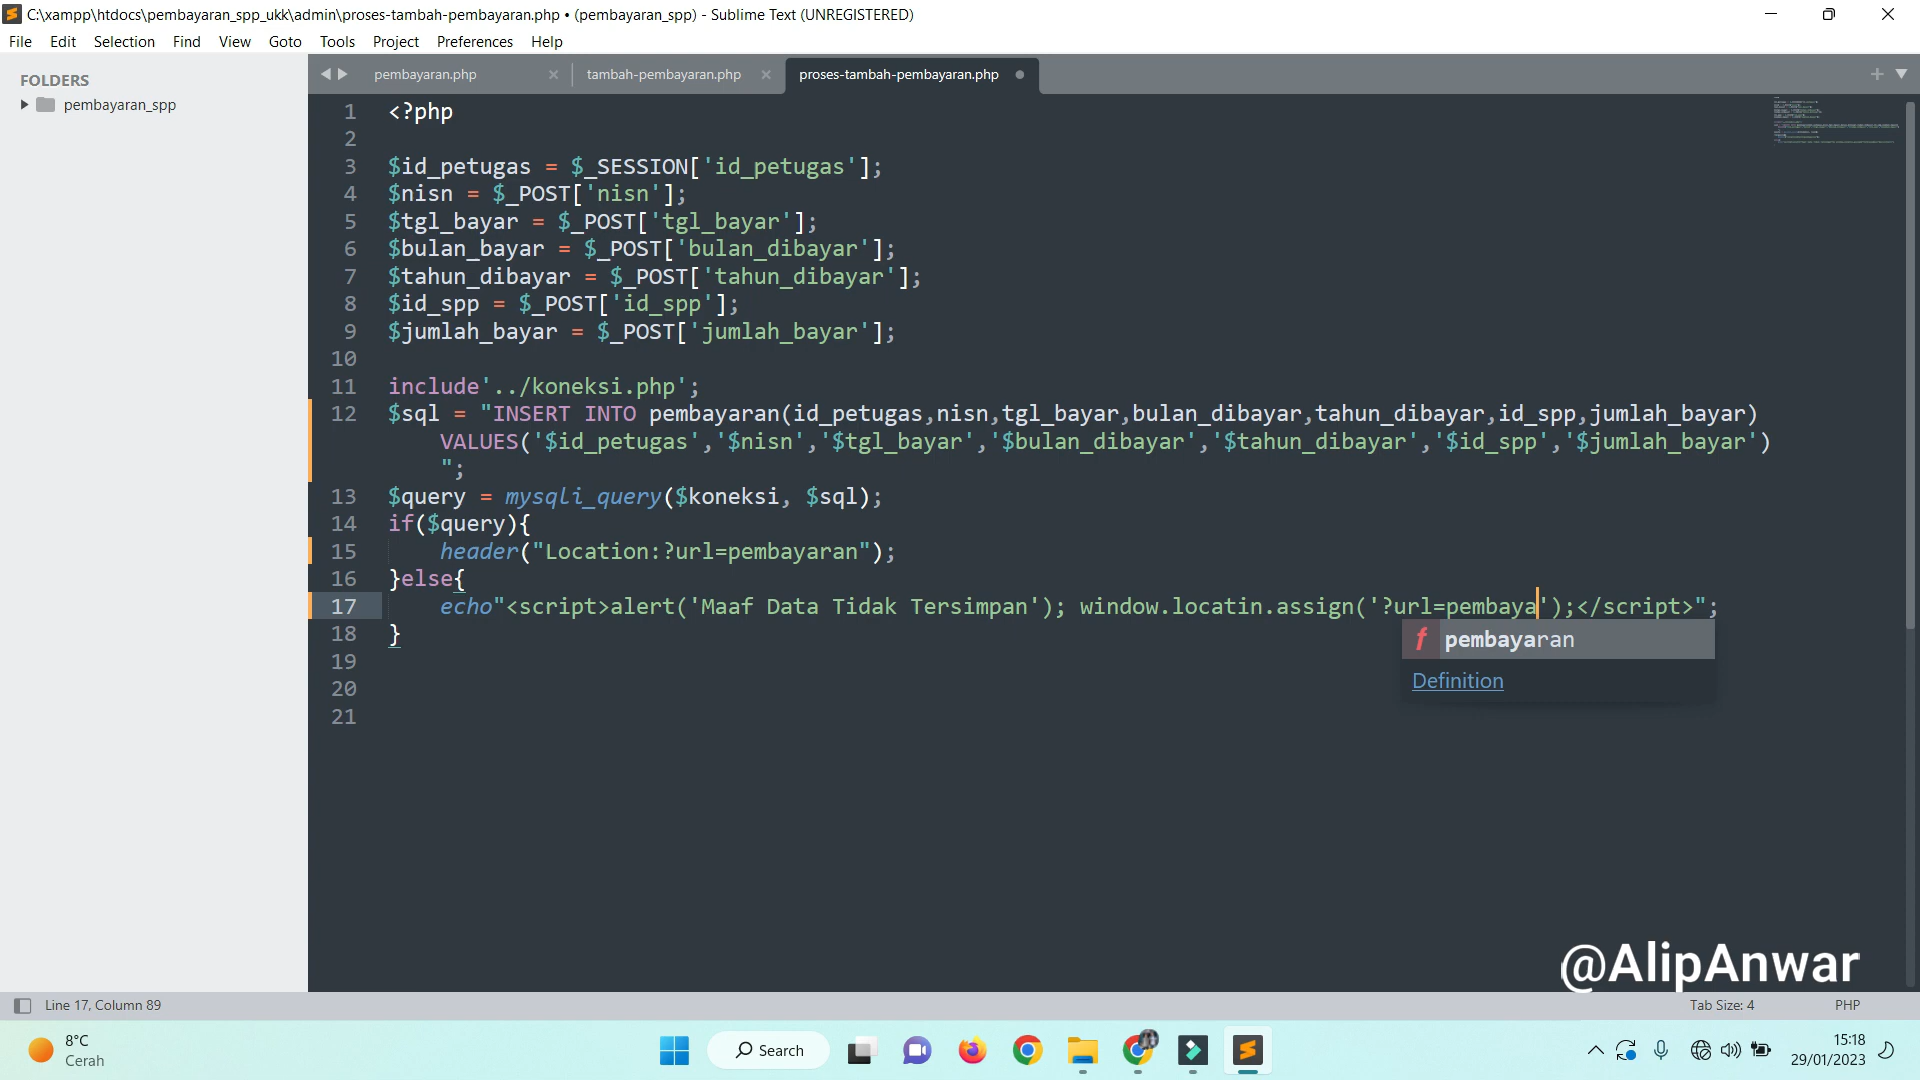 C:\xampp\htdocs\pembayaran_spp_ukk\admin\proses-tambah-pembayaran.php • (pembayaran_spp) - Sublime Text (UNREGISTERED)
File Edit Selection Find View Goto Tools Project Preferences Help
FOLDERS
pembayaran_spp
pembayaran.php
tambah-pembayaran.php
proses-tambah-pembayaran.php
1 <?php
2
3 $id_petugas = $_SESSION['id_petugas'];
4 $nisn = $_POST['nisn'];
5 $tgl_bayar = $_POST['tgl_bayar'];
6 $bulan_bayar = $_POST['bulan_dibayar'];
7 $tahun_dibayar = $_POST['tahun_dibayar'];
8 $id_spp = $_POST['id_spp'];
9 $jumlah_bayar = $_POST['jumlah_bayar'];
10
11 include'../koneksi.php';
12 $sql = "INSERT INTO pembayaran(id_petugas,nisn,tgl_bayar,bulan_dibayar,tahun_dibayar,id_spp,jumlah_bayar)
VALUES('$id_petugas','$nisn','$tgl_bayar','$bulan_dibayar','$tahun_dibayar','$id_spp','$jumlah_bayar')
";
13 $query = mysqli_query($koneksi, $sql);
14 if($query){
15 header("Location:?url=pembayaran");
16 }else{
17 echo"<script>alert('Maaf Data Tidak Tersimpan'); window.locatin.assign('?url=pembaya');</script>";
18 }
19
20
21
f pembayaran
Definition
@AlipAnwar
Line 17, Column 89
Tab Size: 4
PHP
8°C
Cerah
Search
15:18
29/01/2023